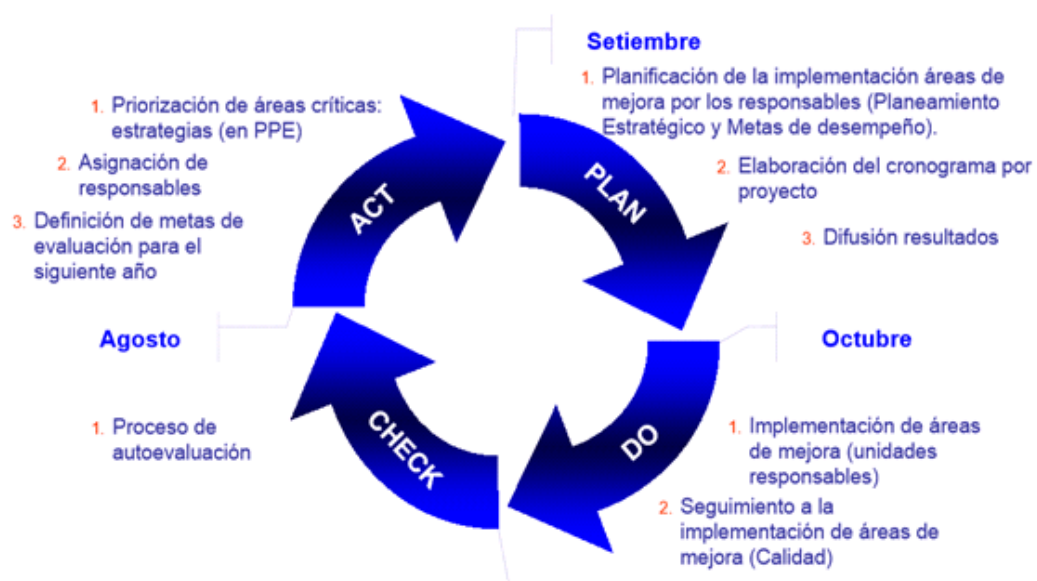 Setiembre
1. Planificación de la implementación áreas de
mejora por los responsables (Planeamiento
Estratégico y Metas de desempeño).
2. Elaboración del cronograma por
proyecto
3. Difusión resultados
PLAN
Octubre
1. Implementación de áreas
de mejora (unidades
responsables)
2. Seguimiento a la
implementación de áreas de
mejora (Calidad)
DO
CHECK
1. Proceso de
autoevaluación
Agosto
ACT
1. Priorización de áreas críticas:
estrategias (en PPE)
2. Asignación de
responsables
3. Definición de metas de
evaluación para el
siguiente año